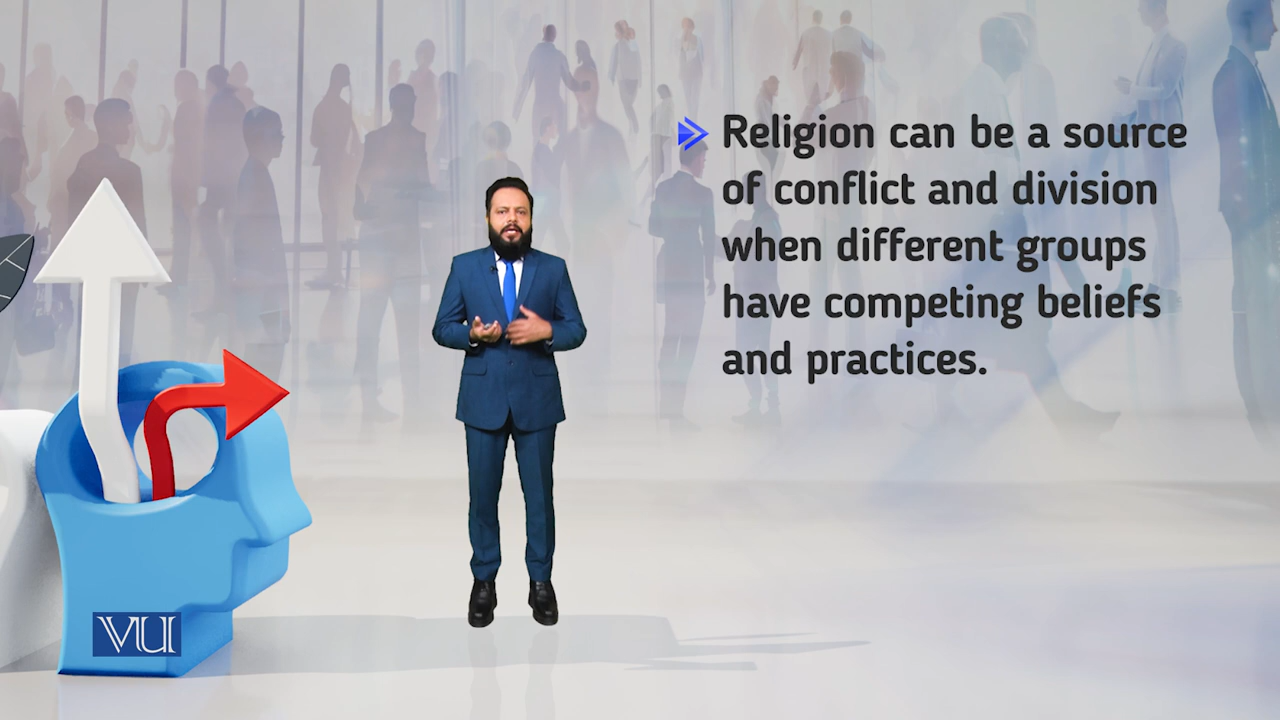 Religion can be a source
of conflict and division
when different groups
have competing beliefs
and practices.
VU